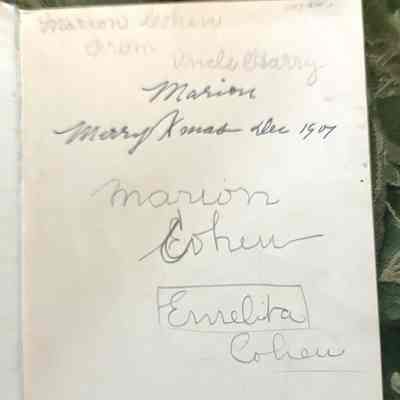 Marion Cohen
From
Uncle Harry
Marion
Merry Xmas Dec 1907
Marion
Cohen
Emelita
Cohen